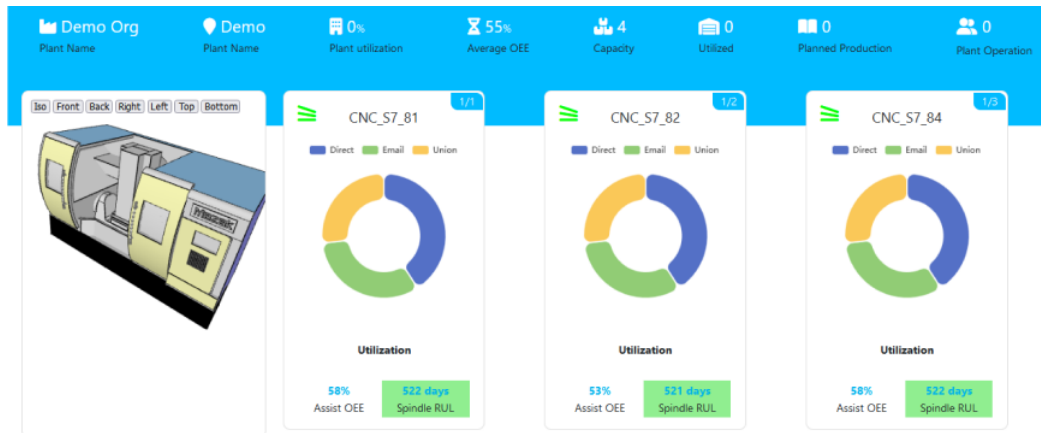 Demo Org
Plant Name
Demo
Plant Name
0%
Plant utilization
55%
Average OEE
4
Capacity
0
Utilized
0
Planned Production
0
Plant Operation
Iso Front Back Right Left Top Bottom
1/1
CNC_S7_81
Direct Email Union
Utilization
58%
Assist OEE
522 days
Spindle RUL
1/2
CNC_S7_82
Direct Email Union
Utilization
53%
Assist OEE
521 days
Spindle RUL
1/3
CNC_S7_84
Direct Email Union
Utilization
58%
Assist OEE
522 days
Spindle RUL